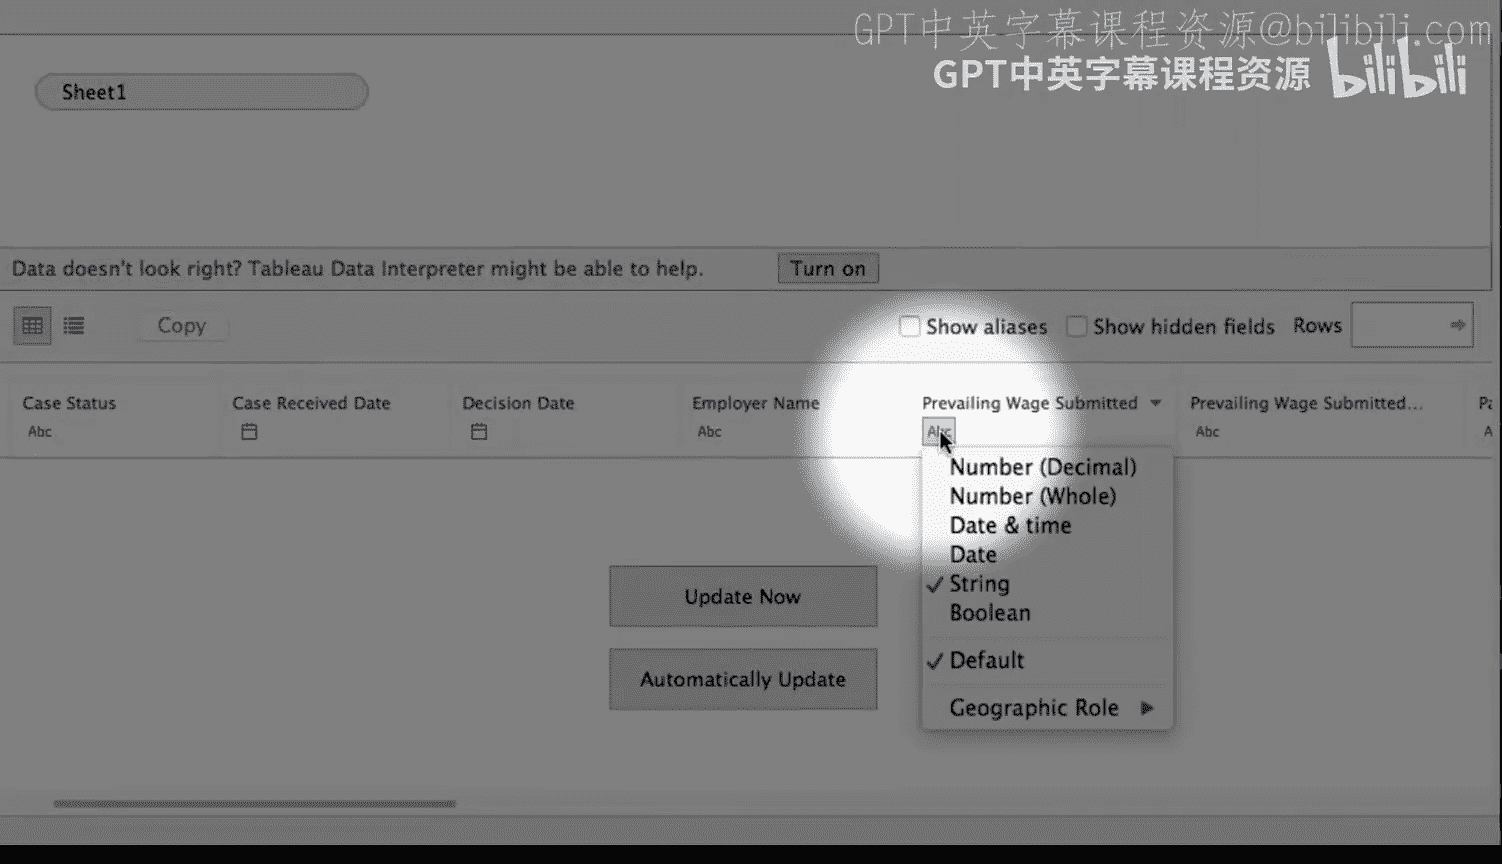 GPT中英字幕课程资源@bilibili.com
GPT中英字幕课程资源 bilibili
Sheet1
Data doesn't look right? Tableau Data Interpreter might be able to help. Turn on
Copy Show aliases Show hidden fields Rows
Case Status Case Received Date Decision Date Employer Name Prevailing Wage Submitted Prevailing Wage Submitted... Pa
Abc Abc Abc Abc A
Number (Decimal)
Number (Whole)
Date & time
Date
String
Boolean
Default
Geographic Role
Update Now
Automatically Update